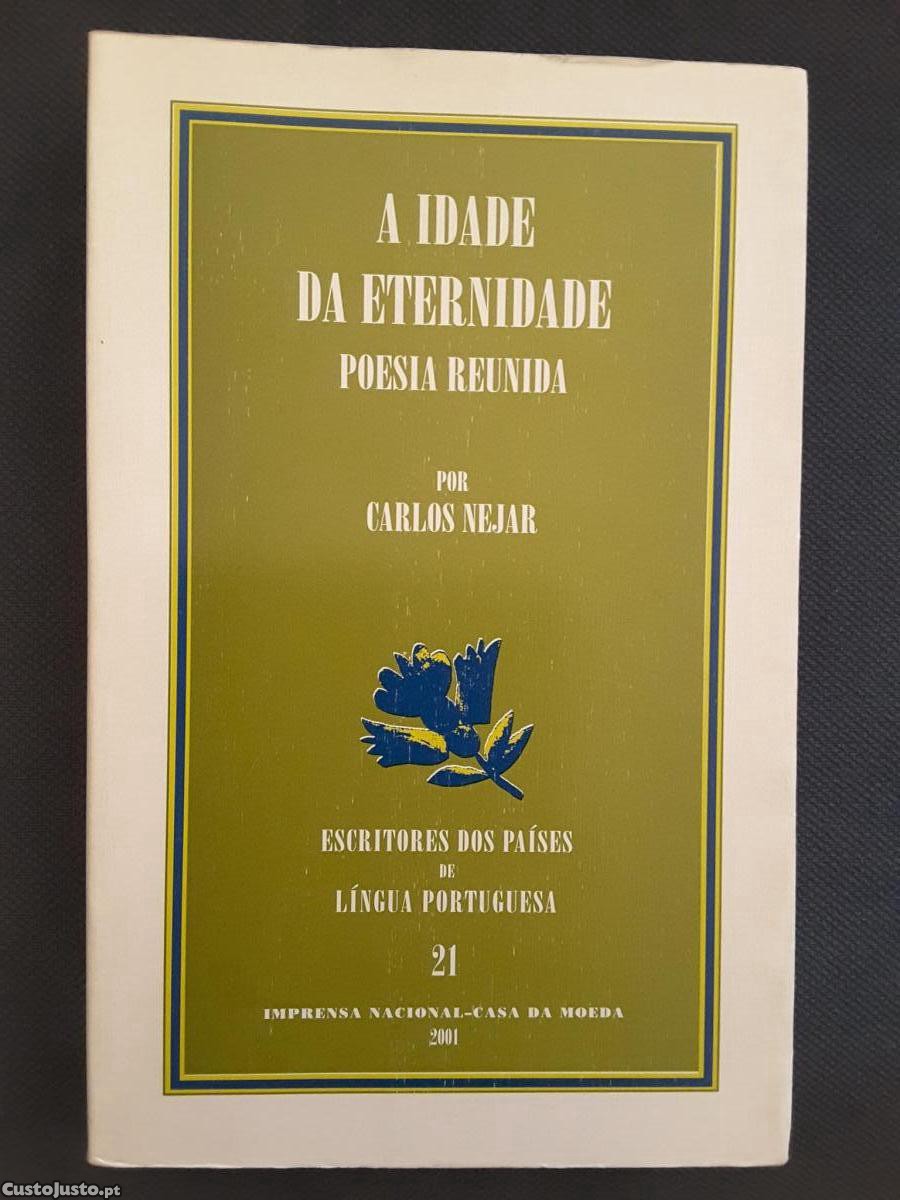 A IDADE
DA ETERNIDADE
POESIA REUNIDA
POR
CARLOS NEJAR
ESCRITORES DOS PAÍSES
DE
LÍNGUA PORTUGUESA
21
IMPRENSA NACIONAL-CASA DA MOEDA
2001
CustoJusto.pt